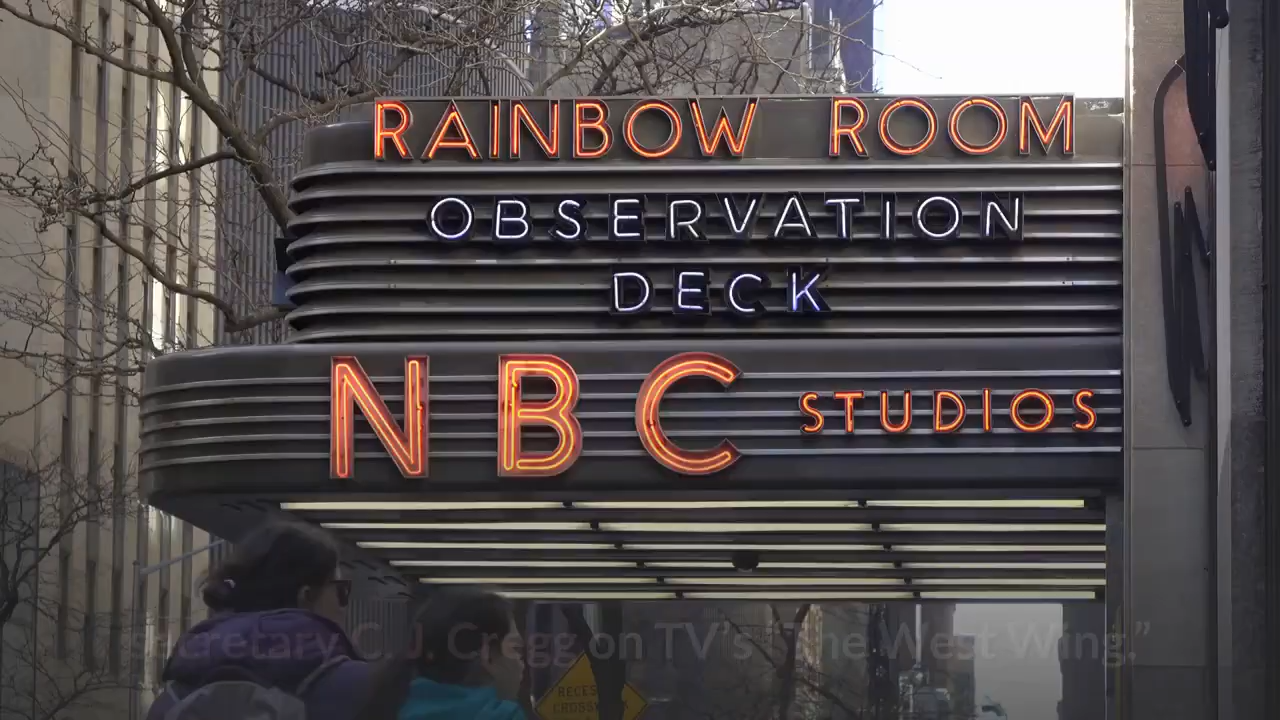 RAINBOW ROOM
OBSERVATION
DECK
NBC STUDIOS
secretary C. J. Cregg on TV's “The West Wing.”